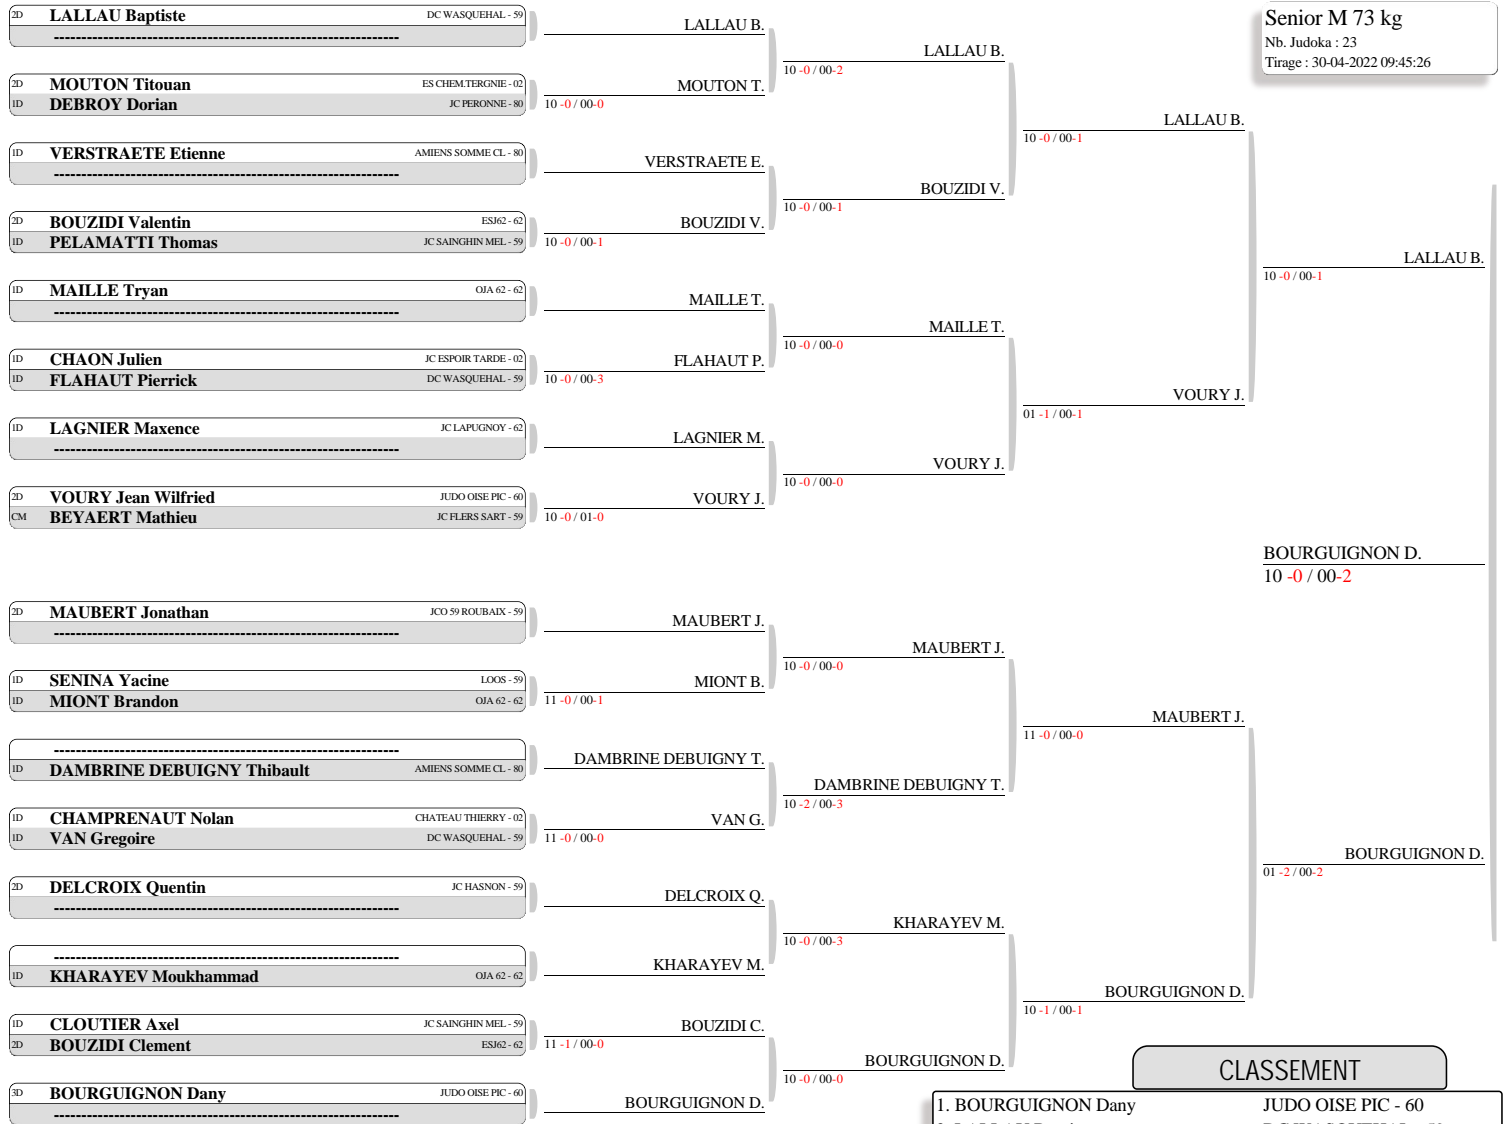 Senior M 73 kg
Nb. Judoka : 23
Tirage : 30-04-2022 09:45:26
2D LALLAU Baptiste DC WASQUEHAL - 59
------------------------------------------------------------------
2D MOUTON Titouan ES CHEM.TERGNIE - 02
1D DEBROY Dorian JC PERONNE - 80
1D VERSTRAETE Etienne AMIENS SOMME CL - 80
------------------------------------------------------------------
2D BOUZIDI Valentin ESJ62 - 62
1D PELAMATTI Thomas JC SAINGHIN MEL - 59
1D MAILLE Tryan OJA 62 - 62
------------------------------------------------------------------
1D CHAON Julien JC ESPOIR TARDE - 02
1D FLAHAUT Pierrick DC WASQUEHAL - 59
1D LAGNIER Maxence JC LAPUGNOY - 62
------------------------------------------------------------------
2D VOURY Jean Wilfried JUDO OISE PIC - 60
CM BEYAERT Mathieu JC FLERS SART - 59
2D MAUBERT Jonathan JCO 59 ROUBAIX - 59
------------------------------------------------------------------
1D SENINA Yacine LOOS - 59
1D MIONT Brandon OJA 62 - 62
------------------------------------------------------------------
1D DAMBRINE DEBUIGNY Thibault AMIENS SOMME CL - 80
1D CHAMPRENAUT Nolan CHATEAU THIERRY - 02
1D VAN Gregoire DC WASQUEHAL - 59
2D DELCROIX Quentin JC HASNON - 59
------------------------------------------------------------------
------------------------------------------------------------------
1D KHARAYEV Moukhammad OJA 62 - 62
1D CLOUTIER Axel JC SAINGHIN MEL - 59
2D BOUZIDI Clement ESJ62 - 62
3D BOURGUIGNON Dany JUDO OISE PIC - 60
------------------------------------------------------------------
LALLAU B.
MOUTON T.
10 -0 / 00-0
VERSTRAETE E.
BOUZIDI V.
10 -0 / 00-1
MAILLE T.
FLAHAUT P.
10 -0 / 00-3
LAGNIER M.
VOURY J.
10 -0 / 01-0
MAUBERT J.
MIONT B.
11 -0 / 00-1
DAMBRINE DEBUIGNY T.
VAN G.
11 -0 / 00-0
DELCROIX Q.
KHARAYEV M.
BOUZIDI C.
11 -1 / 00-0
BOURGUIGNON D.
LALLAU B.
10 -0 / 00-2
BOUZIDI V.
10 -0 / 00-1
MAILLE T.
10 -0 / 00-0
VOURY J.
10 -0 / 00-0
MAUBERT J.
10 -0 / 00-0
DAMBRINE DEBUIGNY T.
10 -2 / 00-3
KHARAYEV M.
10 -0 / 00-3
BOURGUIGNON D.
10 -0 / 00-0
LALLAU B.
10 -0 / 00-1
VOURY J.
01 -1 / 00-1
MAUBERT J.
11 -0 / 00-0
BOURGUIGNON D.
10 -1 / 00-1
LALLAU B.
10 -0 / 00-1
BOURGUIGNON D.
01 -2 / 00-2
BOURGUIGNON D.
10 -0 / 00-2
CLASSEMENT
1. BOURGUIGNON Dany JUDO OISE PIC - 60